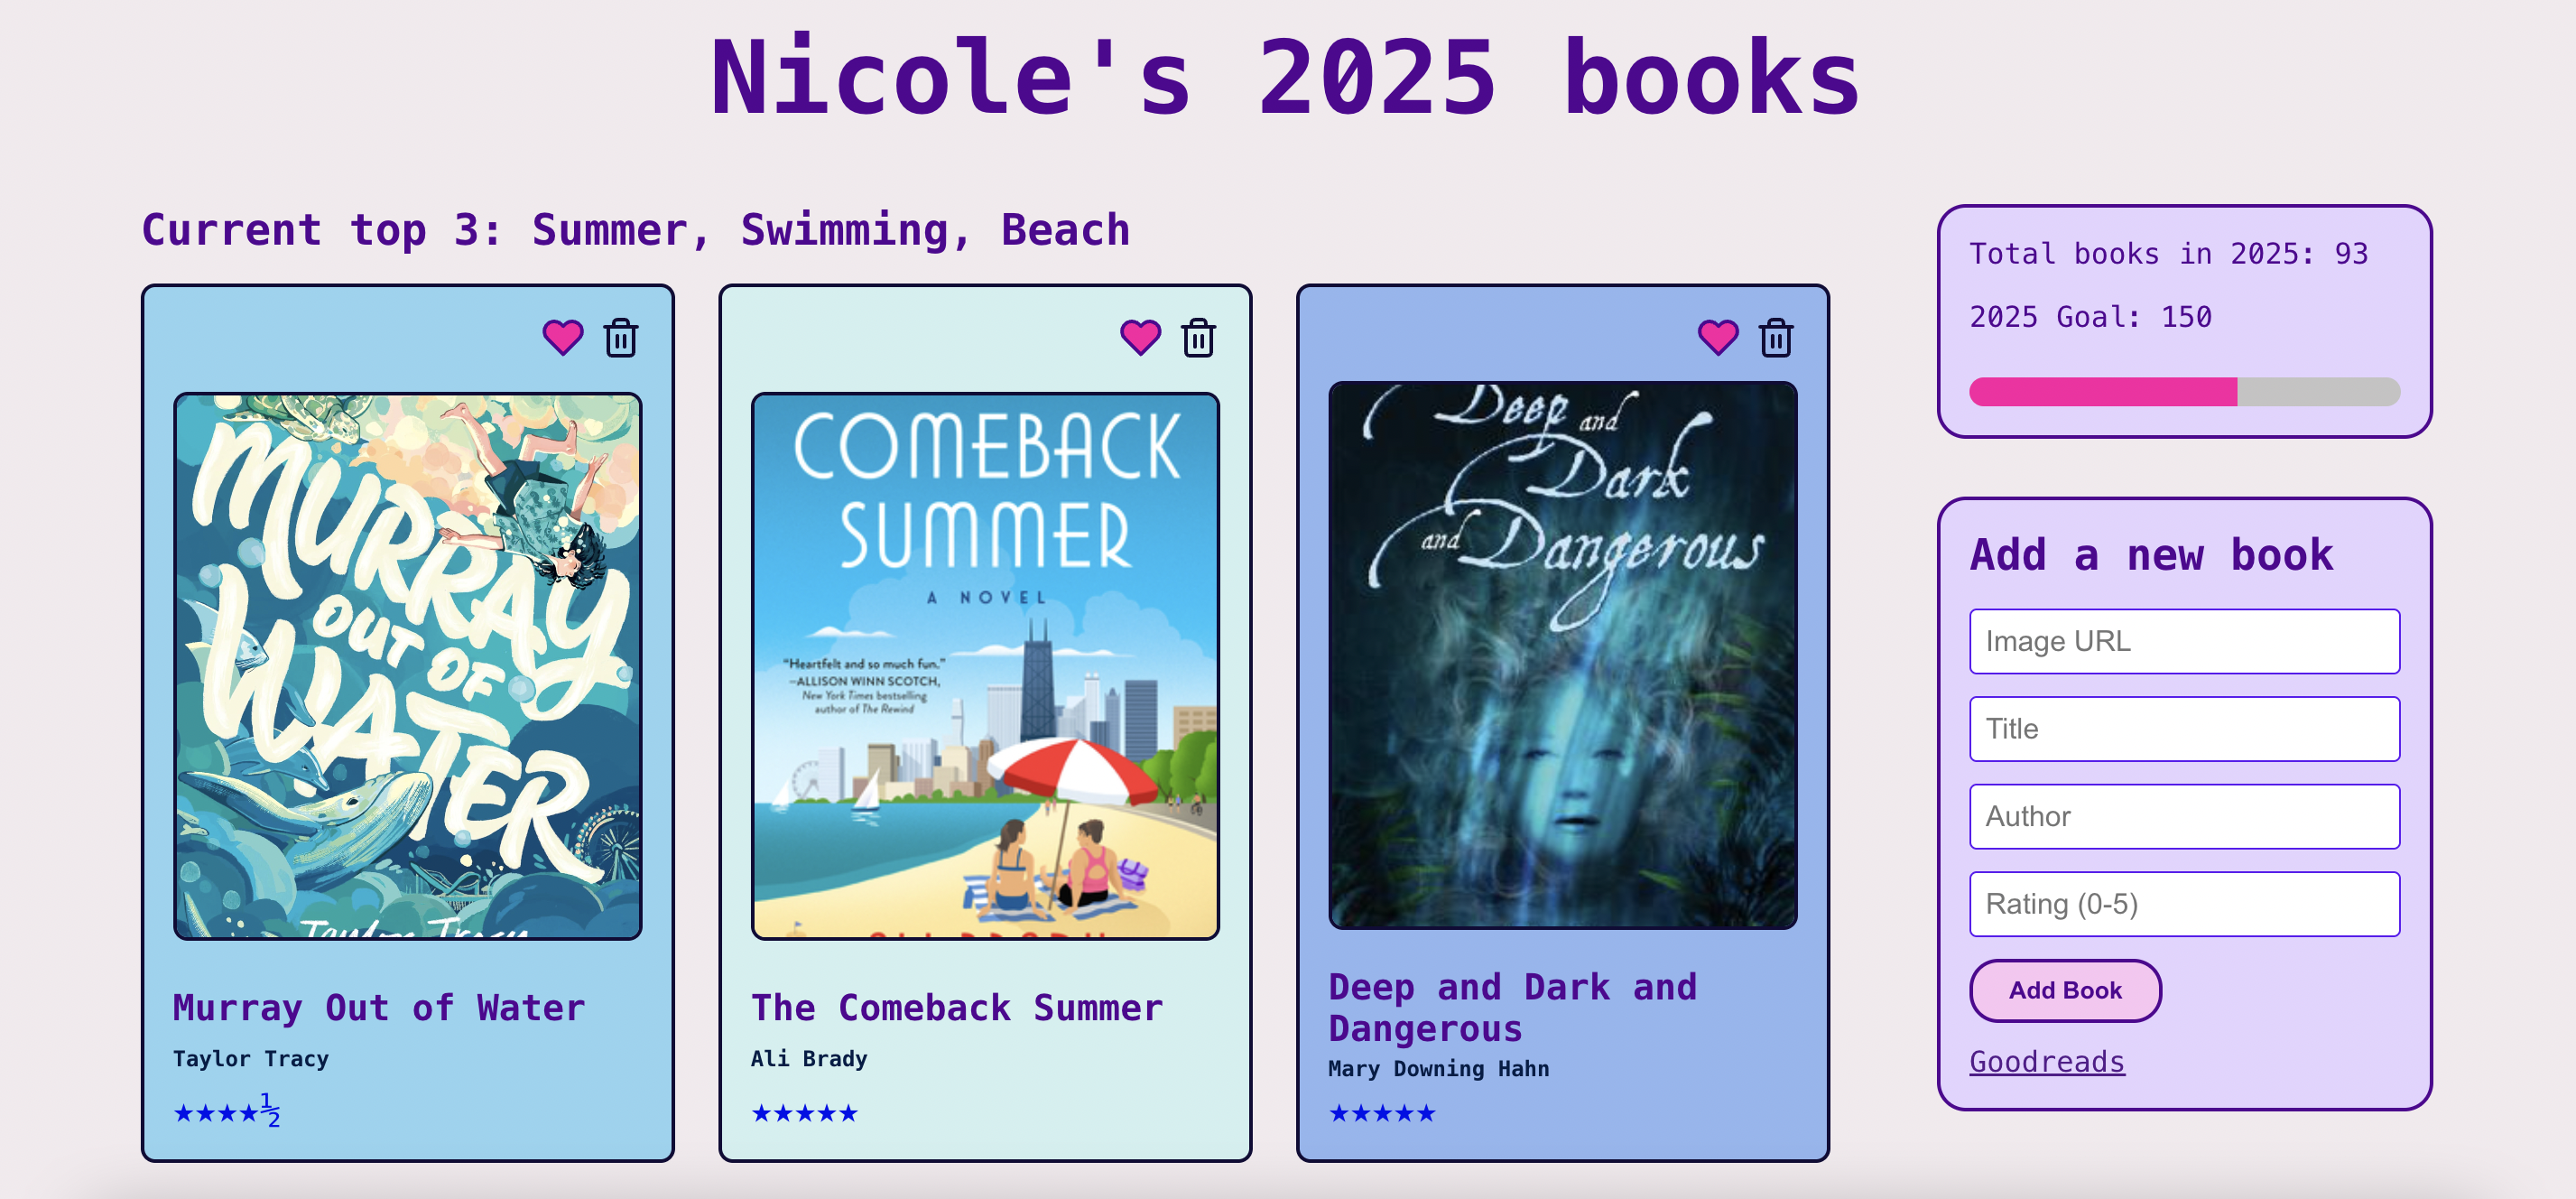 Nicole's 2025 books
Current top 3: Summer, Swimming, Beach
MURRAY
OUT OF
WATER
Taylor Tracy
Murray Out of Water
Taylor Tracy
★★★★½
COMEBACK
SUMMER
A NOVEL
“Heartfelt and so much fun.”
—ALLISON WINN SCOTCH,
New York Times bestselling
author of The Rewind
The Comeback Summer
Ali Brady
★★★★★
Deep and
Dark
and Dangerous
Deep and Dark and
Dangerous
Mary Downing Hahn
★★★★★
Total books in 2025: 93
2025 Goal: 150
Add a new book
Image URL
Title
Author
Rating (0-5)
Add Book
Goodreads